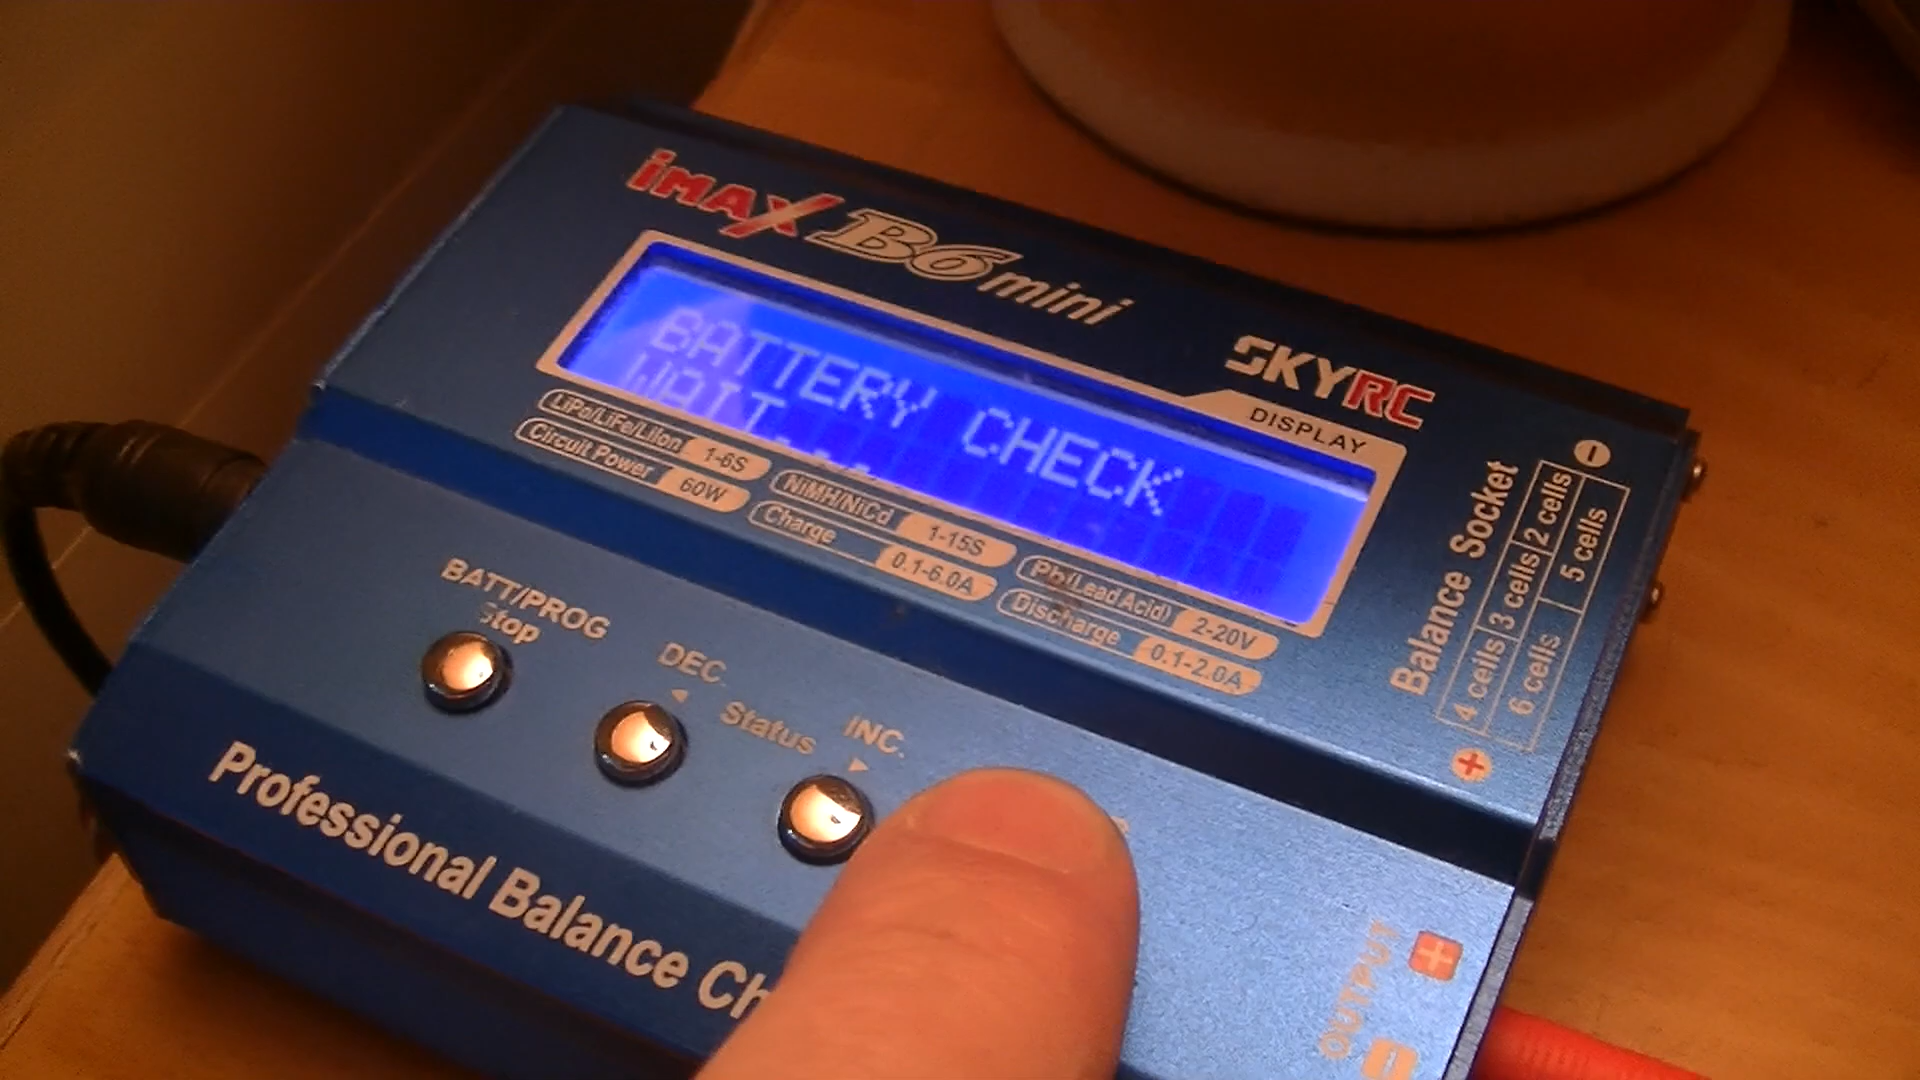 iMAX B6 mini
SKYRC
DISPLAY
BATTERY CHECK
WAIT....
LiPo/LiFe/LiIon 1-6S
Circuit Power 60W
NiMH/NiCd 1-15S
Charge 0.1-6.0A
Pb(Lead Acid) 2-20V
Discharge 0.1-2.0A
Balance Socket
2 cells
3 cells
4 cells
5 cells
6 cells
BATT/PROG
Stop
DEC.
Status
INC.
Professional Balance Ch
OUTPUT